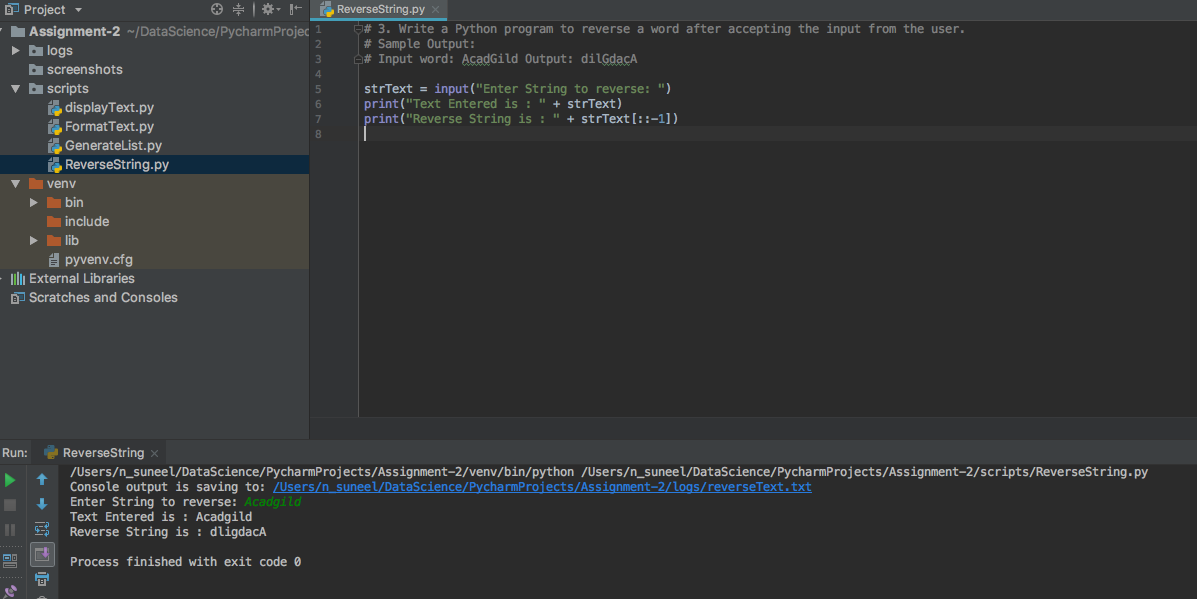 Project
Assignment-2 ~/DataScience/PycharmProjec
logs
screenshots
scripts
displayText.py
FormatText.py
GenerateList.py
ReverseString.py
venv
bin
include
lib
pyvenv.cfg
External Libraries
Scratches and Consoles
ReverseString.py
1 # 3. Write a Python program to reverse a word after accepting the input from the user.
2 # Sample Output:
3 # Input word: AcadGild Output: dilGdacA
4
5 strText = input("Enter String to reverse: ")
6 print("Text Entered is : " + strText)
7 print("Reverse String is : " + strText[::-1])
8
Run: ReverseString
/Users/n_suneel/DataScience/PycharmProjects/Assignment-2/venv/bin/python /Users/n_suneel/DataScience/PycharmProjects/Assignment-2/scripts/ReverseString.py
Console output is saving to: /Users/n_suneel/DataScience/PycharmProjects/Assignment-2/logs/reverseText.txt
Enter String to reverse: Acadgild
Text Entered is : Acadgild
Reverse String is : dligdacA
Process finished with exit code 0